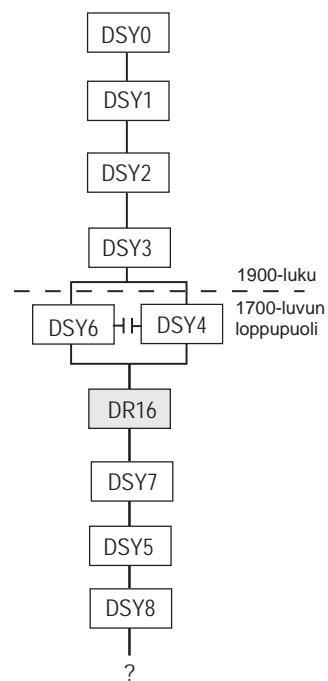 DSY0
DSY1
DSY2
DSY3
1900-luku
1700-luvun
loppupuoli
DSY6
DSY4
DR16
DSY7
DSY5
DSY8
?